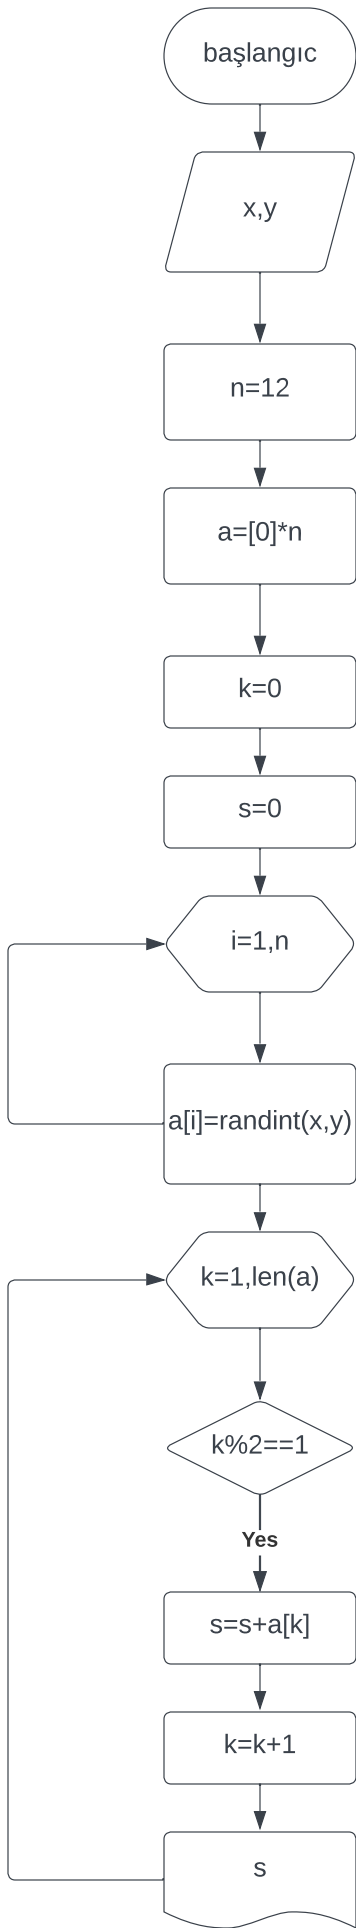 başlangıc
x,y
n=12
a=[0]*n
k=0
s=0
i=1,n
a[i]=randint(x,y)
k=1,len(a)
k%2==1
Yes
s=s+a[k]
k=k+1
s